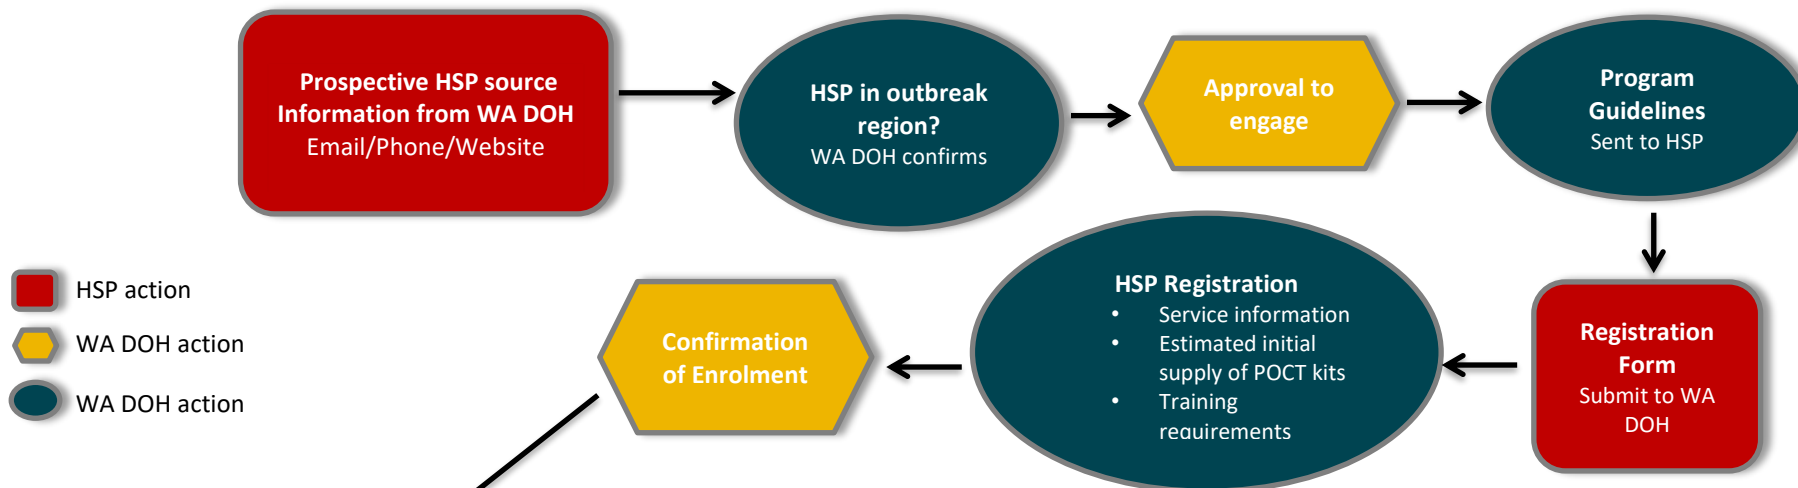 Prospective HSP source
Information from WA DOH
Email/Phone/Website
HSP in outbreak
region?
WA DOH confirms
Approval to
engage
Program
Guidelines
Sent to HSP
HSP action
WA DOH action
WA DOH action
Confirmation
of Enrolment
HSP Registration
• Service information
• Estimated initial
supply of POCT kits
• Training
requirements
Registration
Form
Submit to WA
DOH